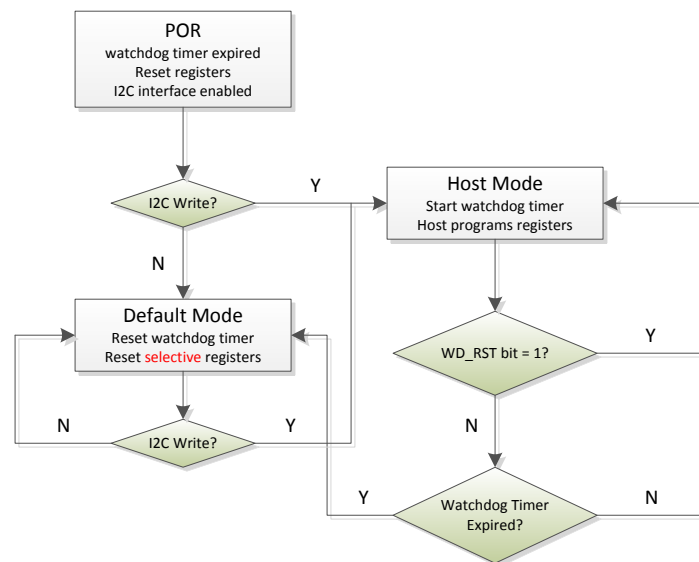 POR
watchdog timer expired
Reset registers
I2C interface enabled
I2C Write?
Y
N
Host Mode
Start watchdog timer
Host programs registers
Default Mode
Reset watchdog timer
Reset selective registers
WD_RST bit = 1?
Y
N
I2C Write?
N
Y
Watchdog Timer
Expired?
Y
N